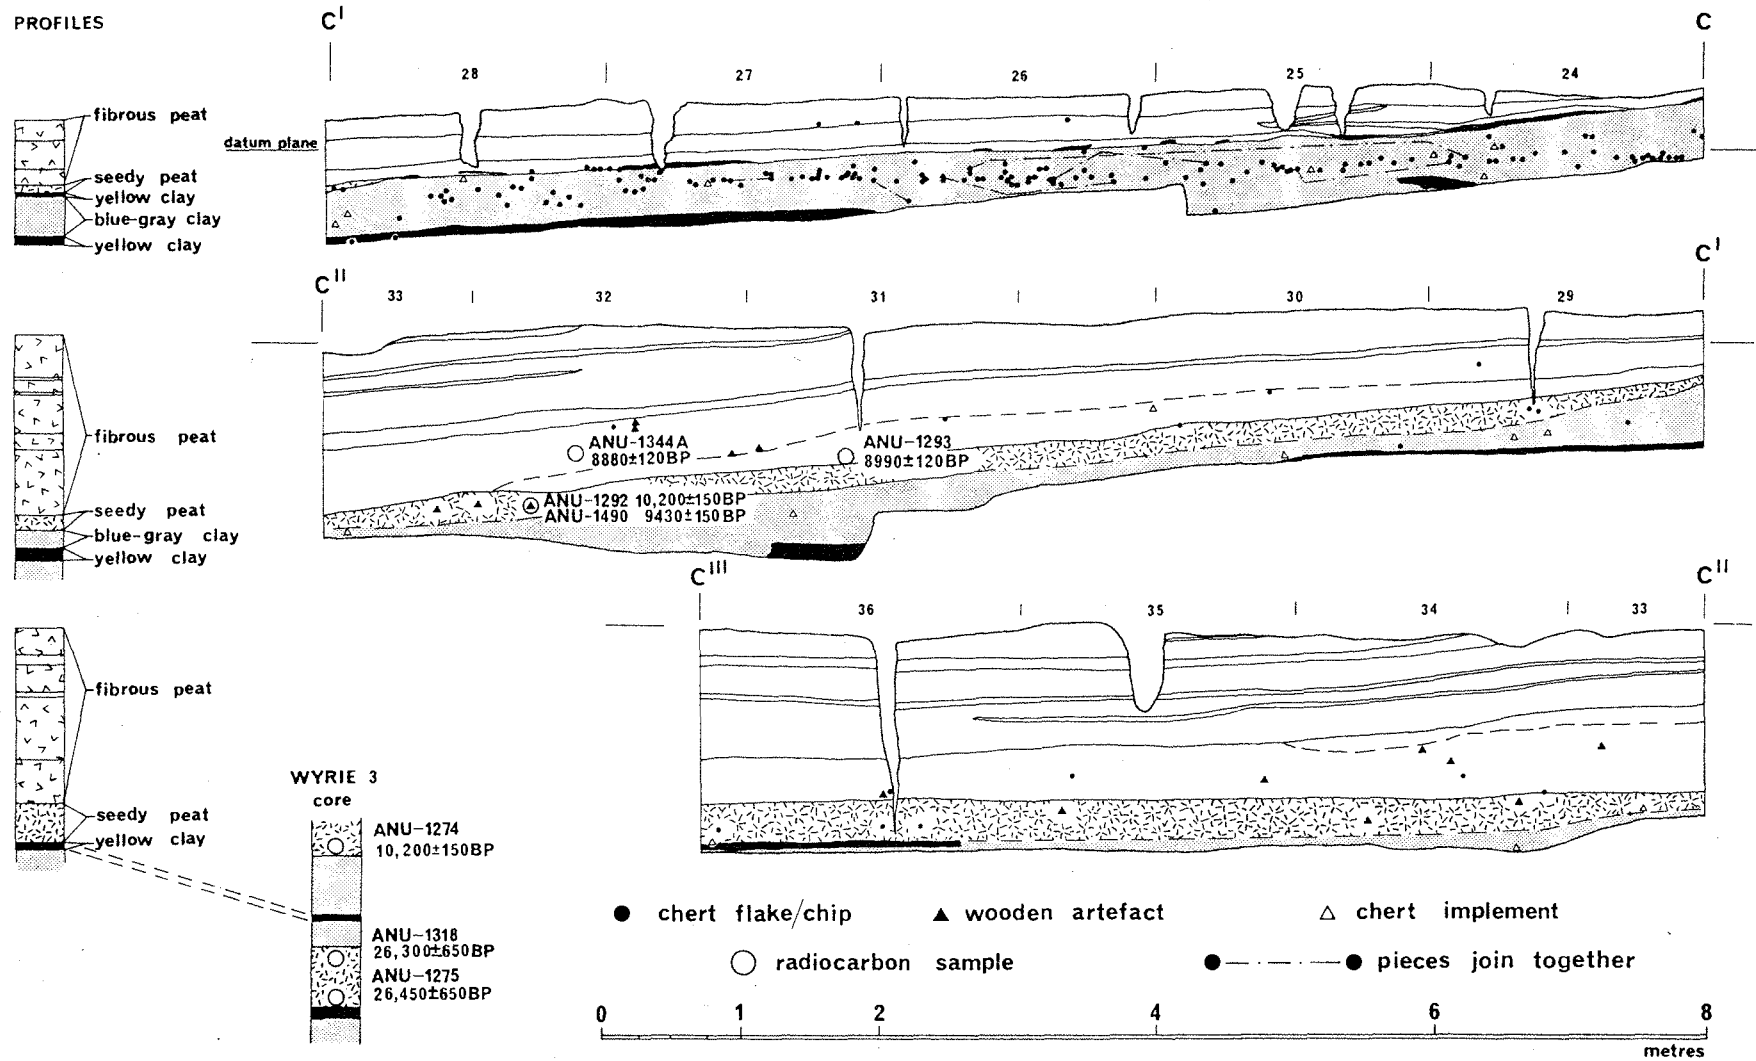 PROFILES
C I
C
28 27 26 25 24
fibrous peat
datum plane
seedy peat
yellow clay
blue-gray clay
yellow clay
C II
C I
33 32 31 30 29
fibrous peat
ANU-1344A
8880±120BP
ANU-1293
8990±120BP
ANU-1292 10,200±150BP
ANU-1490 9430±150BP
seedy peat
blue-gray clay
yellow clay
C III
C II
36 35 34 33
fibrous peat
seedy peat
yellow clay
WYRIE 3
core
ANU-1274
10,200±150BP
ANU-1318
26,300±650BP
ANU-1275
26,450±650BP
chert flake/chip
wooden artefact
chert implement
radiocarbon sample
pieces join together
0 1 2 4 6 8
metres